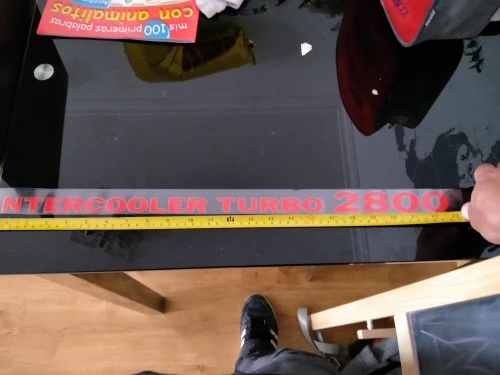 mis 100 primeras palabras
con animalitos
NTERCOOLER TURBO 2800